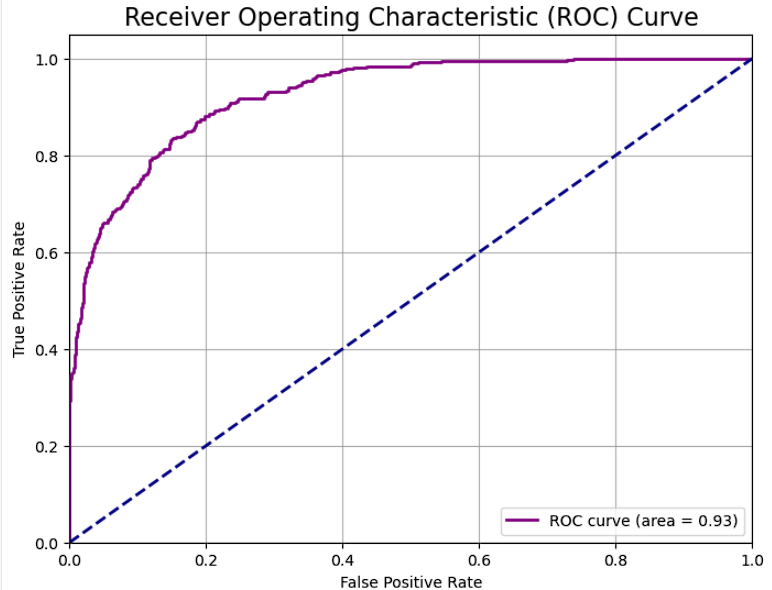 Receiver Operating Characteristic (ROC) Curve
1.0
0.8
0.6
0.4
0.2
0.0
True Positive Rate
ROC curve (area = 0.93)
0.0 0.2 0.4 0.6 0.8 1.0
False Positive Rate